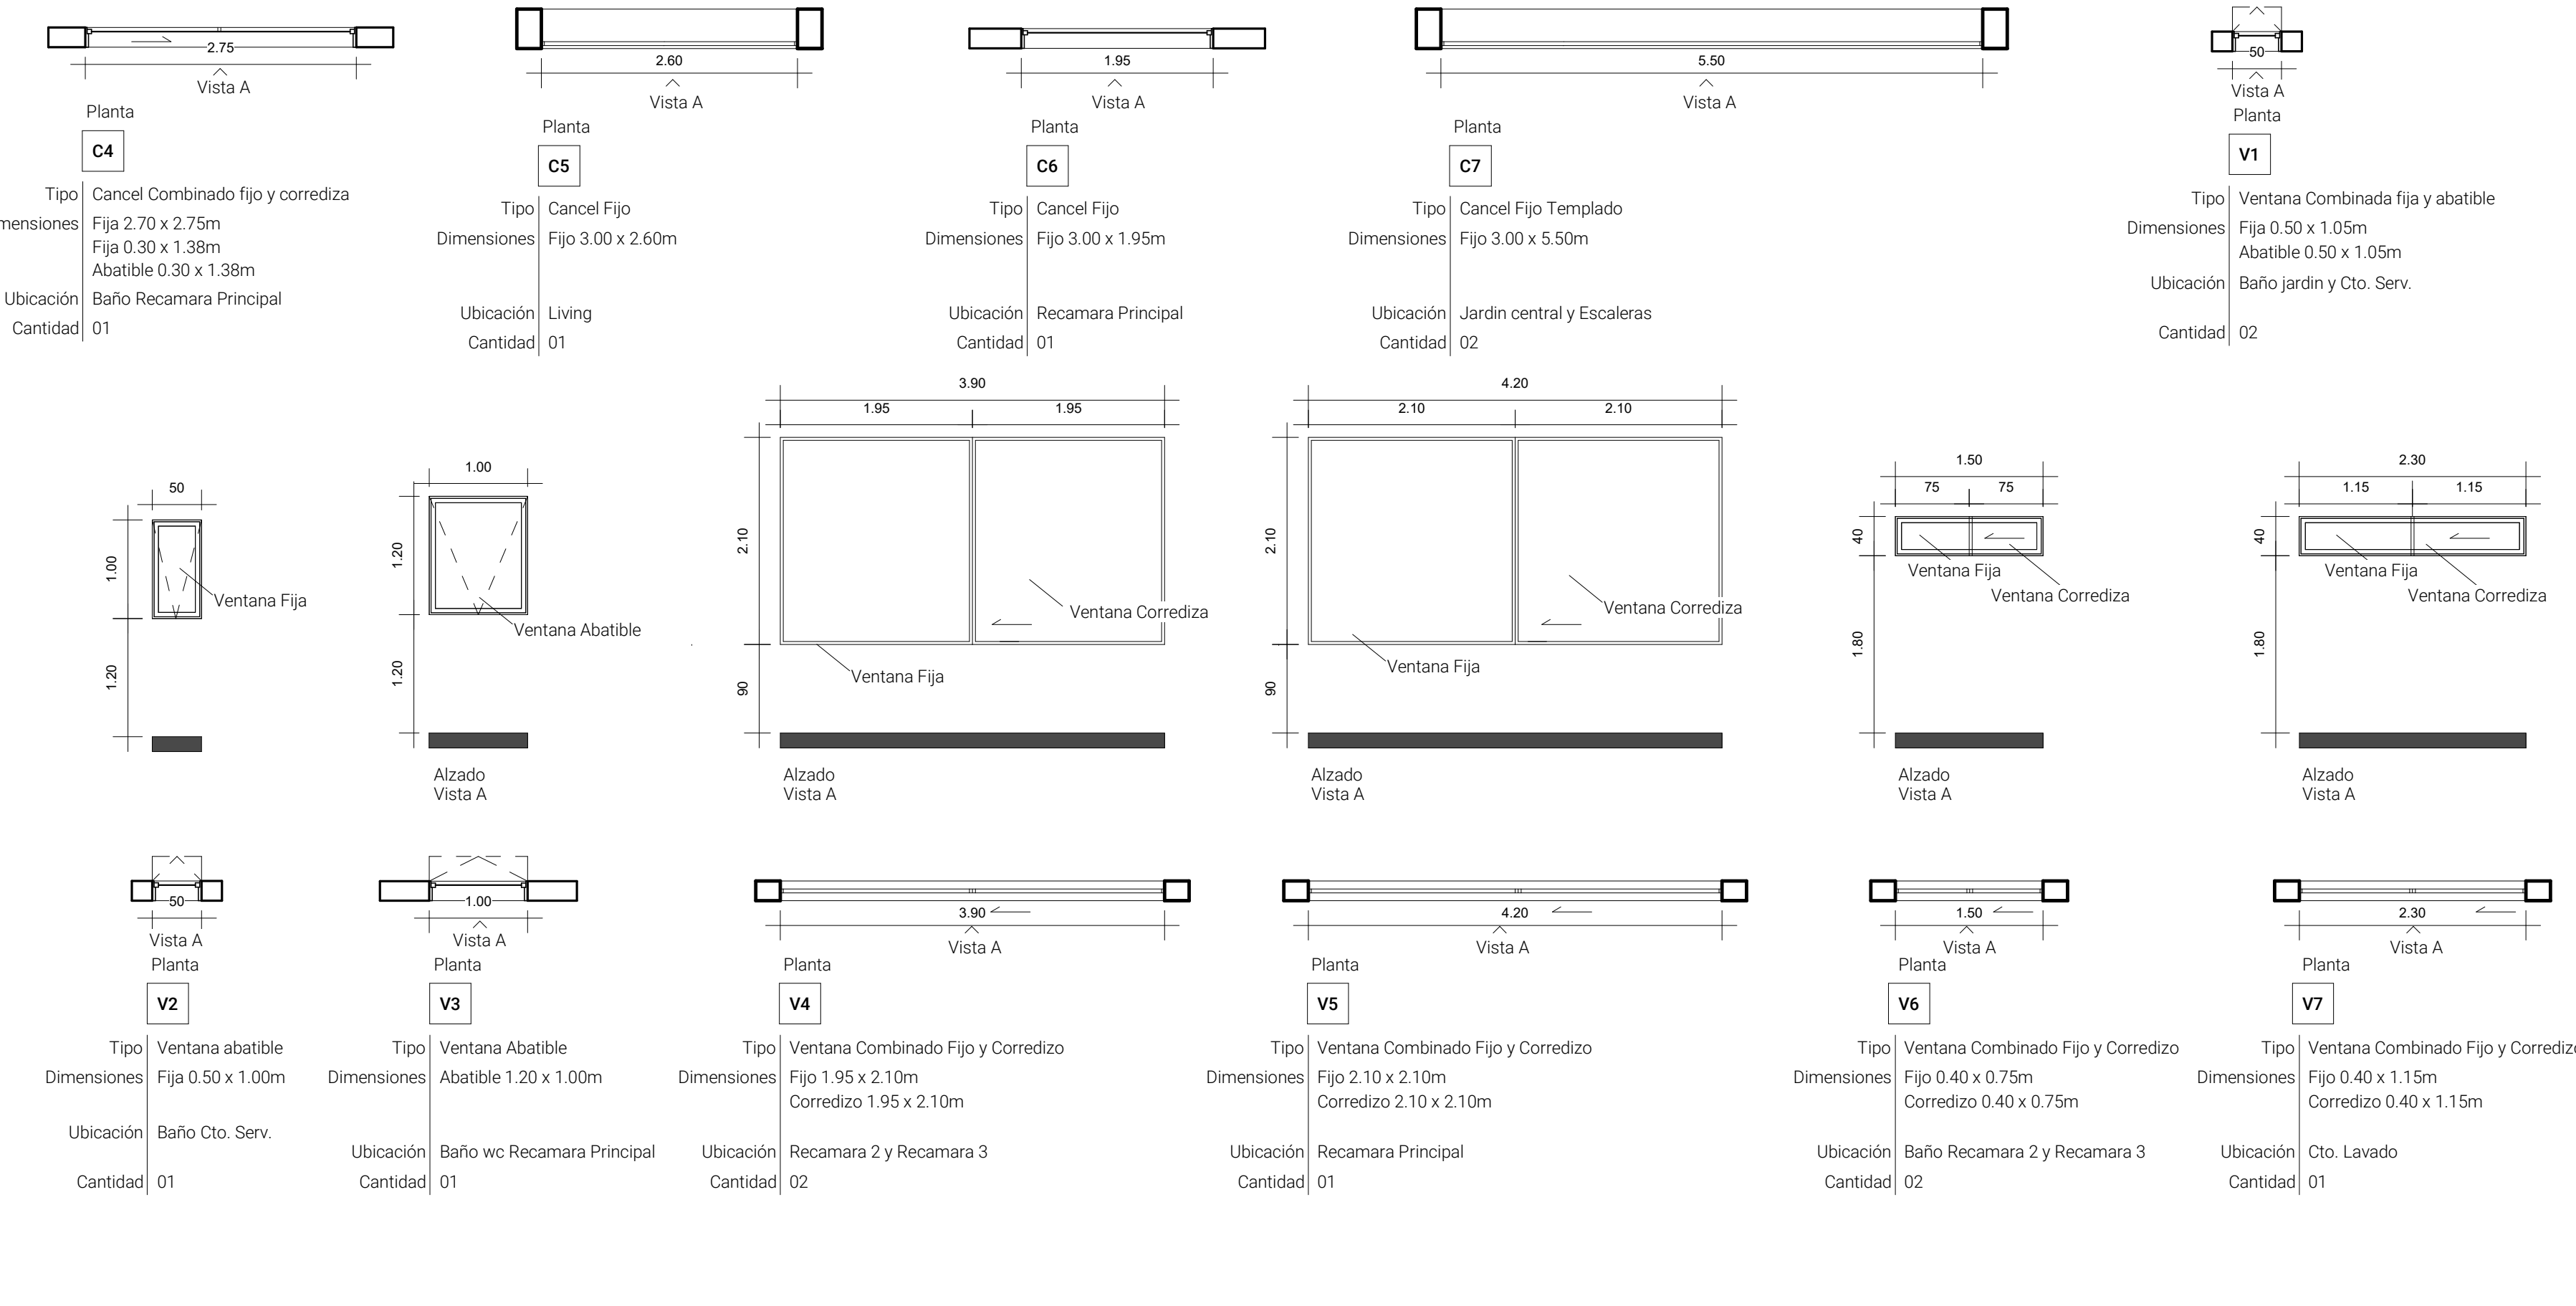 2.75
Vista A
Planta
C4
Tipo Cancel Combinado fijo y corrediza
mensiones Fija 2.70 x 2.75m
Fija 0.30 x 1.38m
Abatible 0.30 x 1.38m
Ubicación Baño Recamara Principal
Cantidad 01
2.60
Vista A
Planta
C5
Tipo Cancel Fijo
Dimensiones Fijo 3.00 x 2.60m
Ubicación Living
Cantidad 01
1.95
Vista A
Planta
C6
Tipo Cancel Fijo
Dimensiones Fijo 3.00 x 1.95m
Ubicación Recamara Principal
Cantidad 01
5.50
Vista A
Planta
C7
Tipo Cancel Fijo Templado
Dimensiones Fijo 3.00 x 5.50m
Ubicación Jardin central y Escaleras
Cantidad 02
50
Vista A
Planta
V1
Tipo Ventana Combinada fija y abatible
Dimensiones Fija 0.50 x 1.05m
Abatible 0.50 x 1.05m
Ubicación Baño jardin y Cto. Serv.
Cantidad 02
50
1.00
Ventana Fija
1.20
50
Vista A
Planta
V2
Tipo Ventana abatible
Dimensiones Fija 0.50 x 1.00m
Ubicación Baño Cto. Serv.
Cantidad 01
1.00
1.20
Ventana Abatible
1.20
Alzado
Vista A
1.00
Vista A
Planta
V3
Tipo Ventana Abatible
Dimensiones Abatible 1.20 x 1.00m
Ubicación Baño wc Recamara Principal
Cantidad 01
3.90
1.95 1.95
2.10
Ventana Corrediza
Ventana Fija
90
Alzado
Vista A
3.90
Vista A
Planta
V4
Tipo Ventana Combinado Fijo y Corredizo
Dimensiones Fijo 1.95 x 2.10m
Corredizo 1.95 x 2.10m
Ubicación Recamara 2 y Recamara 3
Cantidad 02
4.20
2.10 2.10
2.10
Ventana Corrediza
Ventana Fija
90
Alzado
Vista A
4.20
Vista A
Planta
V5
Tipo Ventana Combinado Fijo y Corredizo
Dimensiones Fijo 2.10 x 2.10m
Corredizo 2.10 x 2.10m
Ubicación Recamara Principal
Cantidad 01
1.50
75 75
40
Ventana Fija
Ventana Corrediza
1.80
Alzado
Vista A
1.50
Vista A
Planta
V6
Tipo Ventana Combinado Fijo y Corredizo
Dimensiones Fijo 0.40 x 0.75m
Corredizo 0.40 x 0.75m
Ubicación Baño Recamara 2 y Recamara 3
Cantidad 02
2.30
1.15 1.15
40
Ventana Fija
Ventana Corrediza
1.80
Alzado
Vista A
2.30
Vista A
Planta
V7
Tipo Ventana Combinado Fijo y Corredizo
Dimensiones Fijo 0.40 x 1.15m
Corredizo 0.40 x 1.15m
Ubicación Cto. Lavado
Cantidad 01